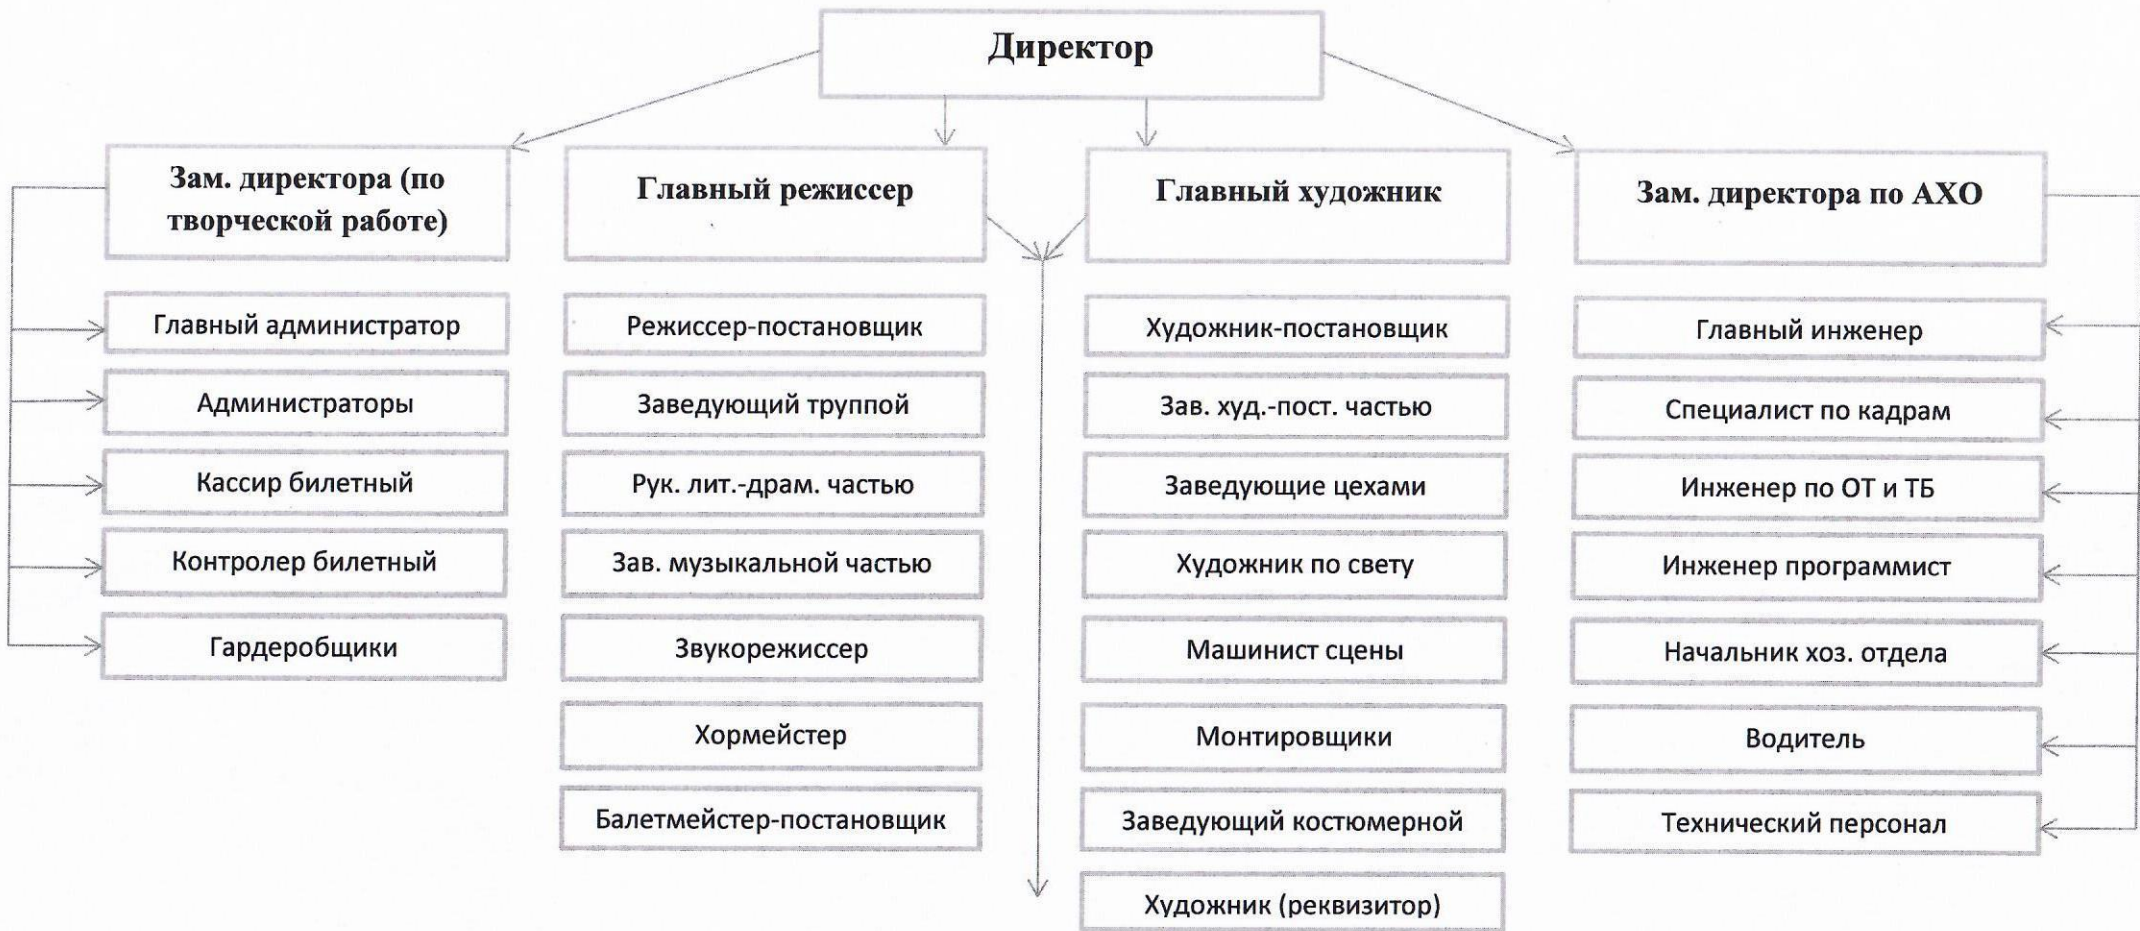 Директор
Зам. директора (по
творческой работе)
Главный режиссер
Главный художник
Зам. директора по АХО
Главный администратор
Администраторы
Кассир билетный
Контролер билетный
Гардеробщики
Режиссер-постановщик
Заведующий труппой
Рук. лит.-драм. частью
Зав. музыкальной частью
Звукорежиссер
Хормейстер
Балетмейстер-постановщик
Художник-постановщик
Зав. худ.-пост. частью
Заведующие цехами
Художник по свету
Машинист сцены
Монтировщики
Заведующий костюмерной
Художник (реквизитор)
Главный инженер
Специалист по кадрам
Инженер по ОТ и ТБ
Инженер программист
Начальник хоз. отдела
Водитель
Технический персонал